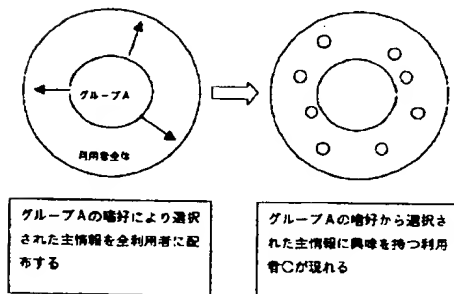 グループA
利用者全体
グループAの嗜好により選択
された主情報を全利用者に配
布する
グループAの嗜好から選択さ
れた主情報に興味を持つ利用
者Cが現れる